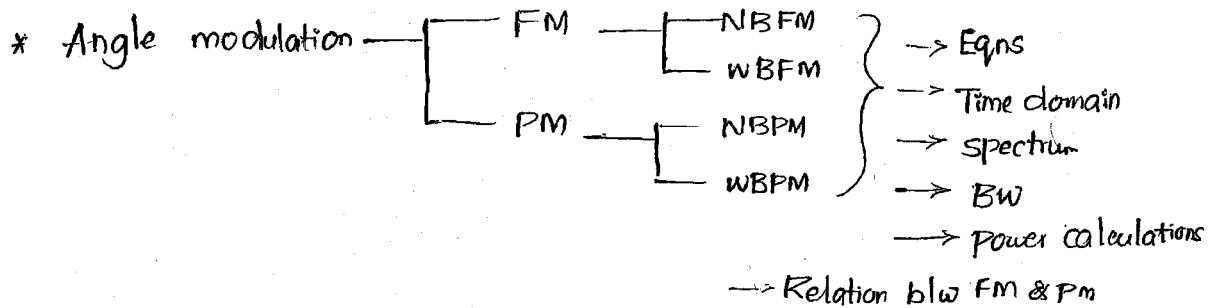 * Angle modulation
FM
NBFM
WBFM
PM
NBPM
WBPM
→ Eqns
→ Time domain
→ spectrum
→ BW
→ power calculations
→ Relation b/w FM & PM